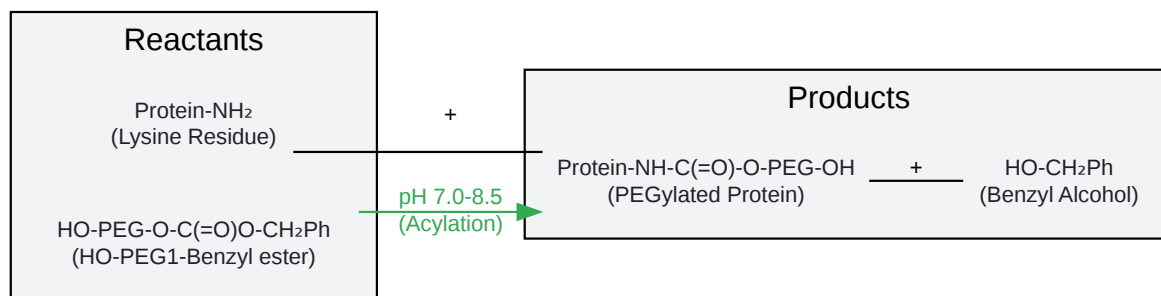 Reactants
Protein-NH₂
(Lysine Residue)
HO-PEG-O-C(=O)O-CH₂Ph
(HO-PEG1-Benzyl ester)
+
pH 7.0-8.5
(Acylation)
Products
Protein-NH-C(=O)-O-PEG-OH
(PEGylated Protein)
+
HO-CH₂Ph
(Benzyl Alcohol)